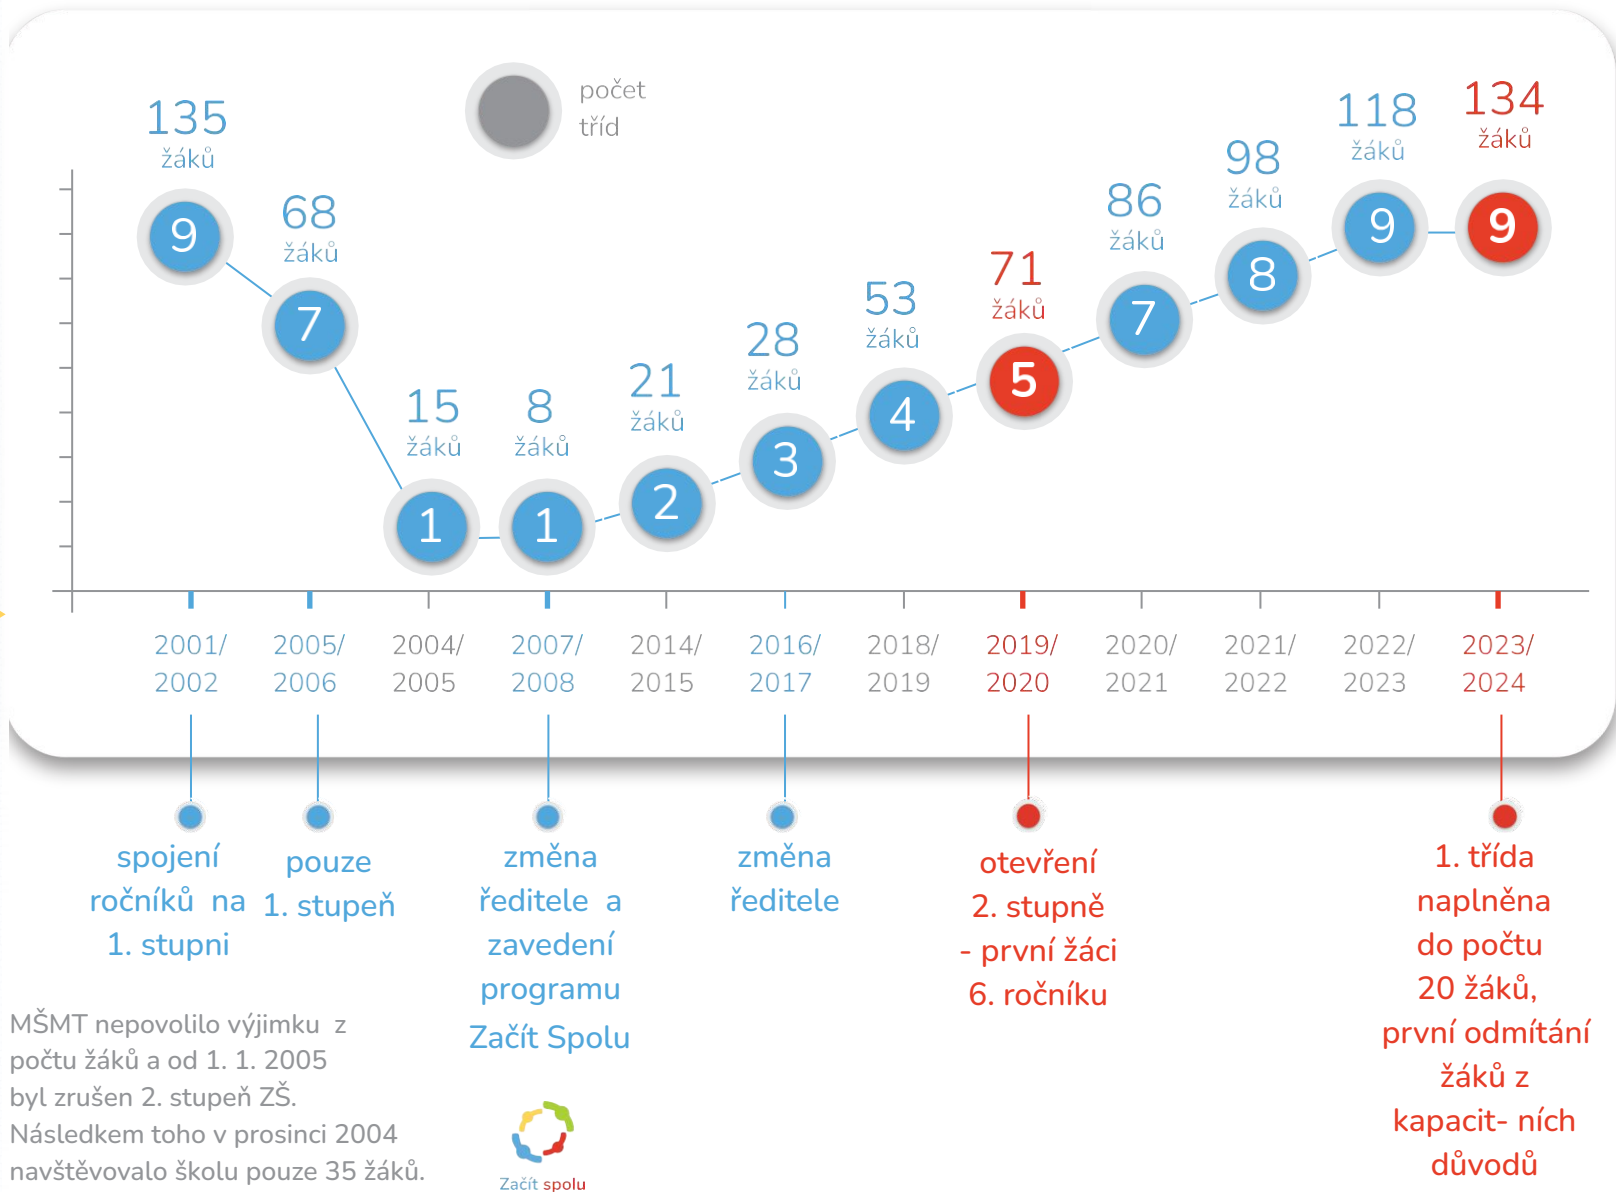 počet
tříd
135
žáků
68
žáků
15
žáků
8
žáků
21
žáků
28
žáků
53
žáků
71
žáků
86
žáků
98
žáků
118
žáků
134
žáků
9
7
1
1
2
3
4
5
7
8
9
9
2001/
2002
2005/
2006
2004/
2005
2007/
2008
2014/
2015
2016/
2017
2018/
2019
2019/
2020
2020/
2021
2021/
2022
2022/
2023
2023/
2024
spojení
ročníků na
1. stupni
pouze
1. stupeň
změna
ředitele a
zavedení
programu
Začít Spolu
změna
ředitele
otevření
2. stupně
- první žáci
6. ročníku
1. třída
naplněna
do počtu
20 žáků,
první odmítání
žáků z
kapacit- ních
důvodů
MŠMT nepovolilo výjimku z
počtu žáků a od 1. 1. 2005
byl zrušen 2. stupeň ZŠ.
Následkem toho v prosinci 2004
navštěvovalo školu pouze 35 žáků.
Začít spolu